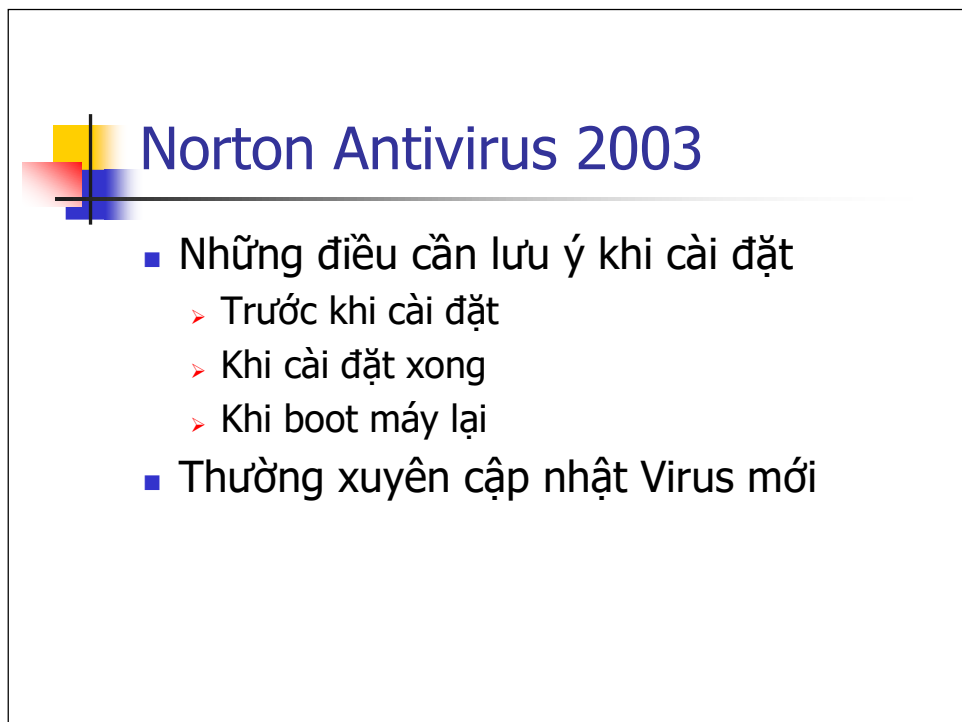 Norton Antivirus 2003
Những điều cần lưu ý khi cài đặt
Trước khi cài đặt
Khi cài đặt xong
Khi boot máy lại
Thường xuyên cập nhật Virus mới